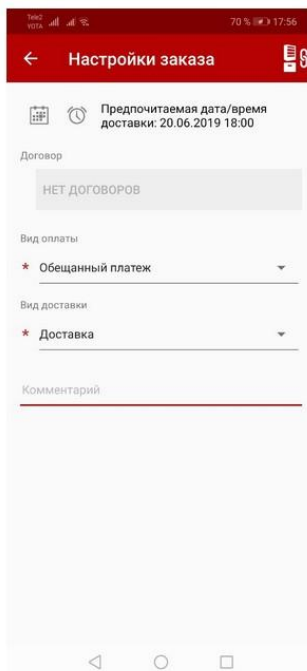 Tele2
YOTA
70 % 17:56
Настройки заказа
Предпочитаемая дата/время
доставки: 20.06.2019 18:00
Договор
НЕТ ДОГОВОРОВ
Вид оплаты
* Обещанный платеж
Вид доставки
* Доставка
Комментарий